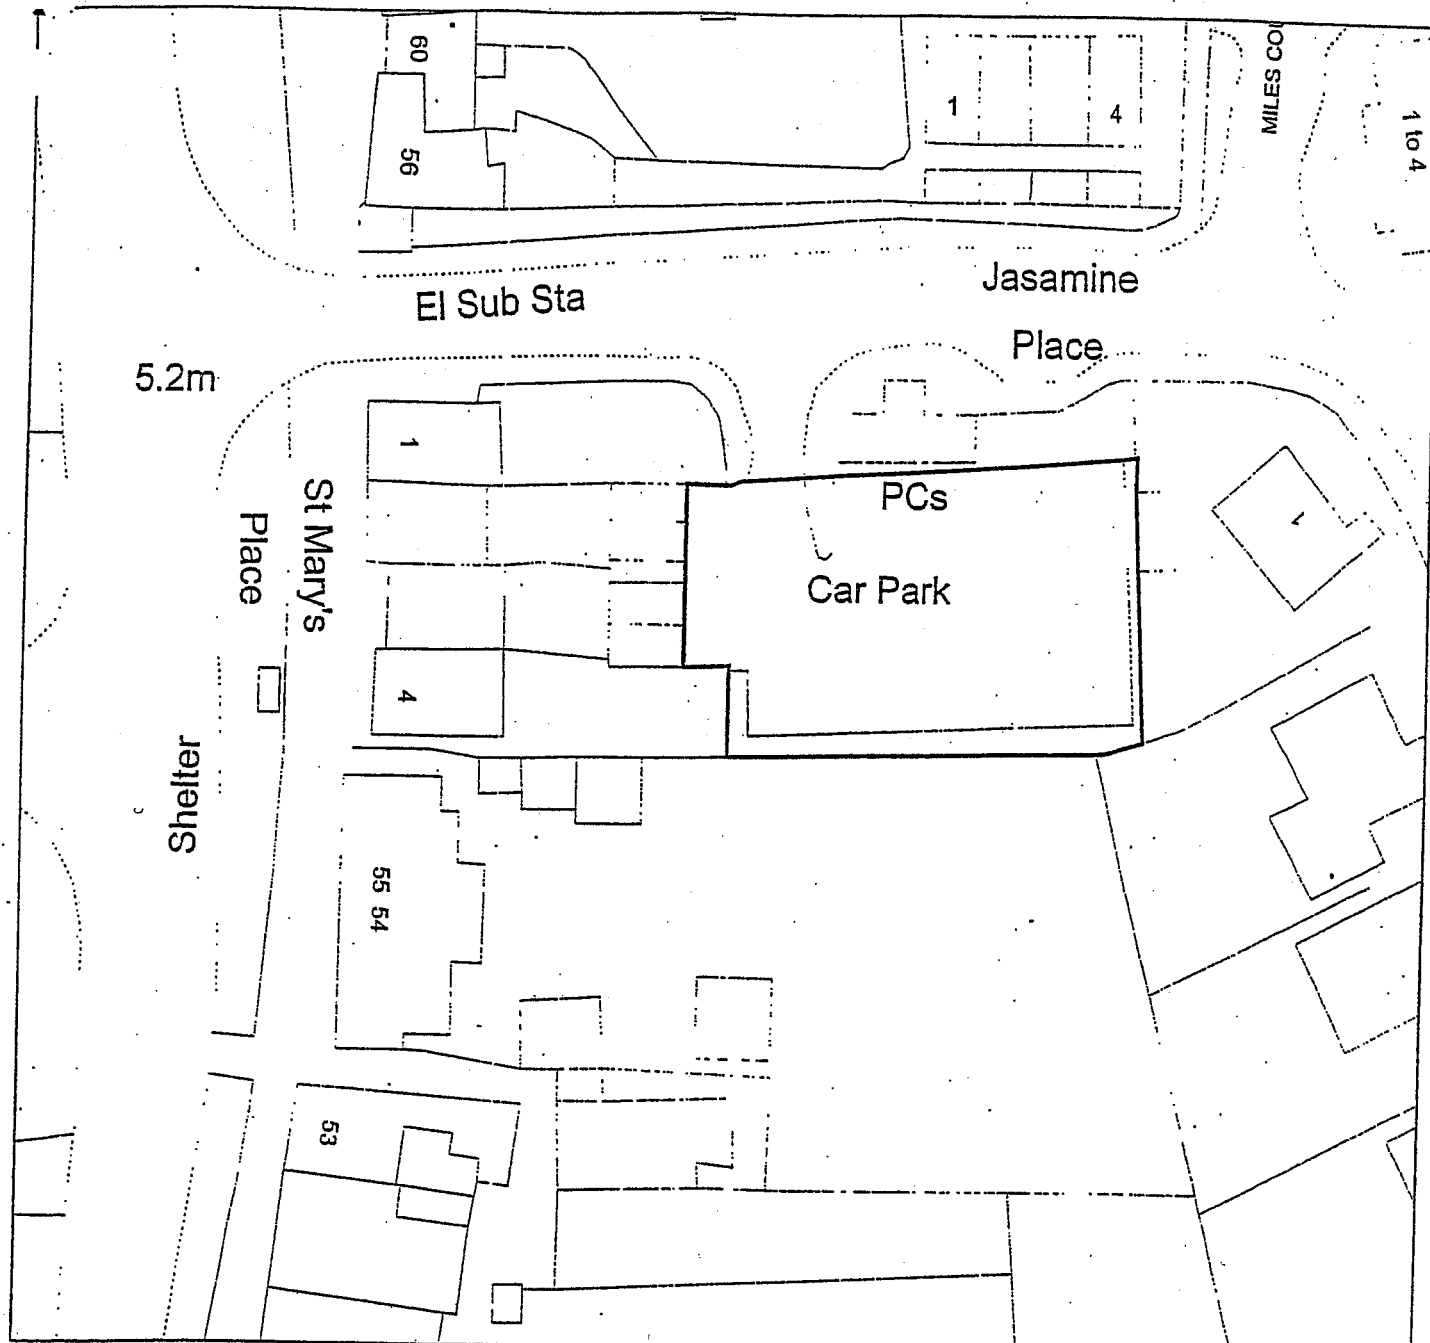 60
56
1
4
MILES COU
1 to 4
El Sub Sta
Jasamine
Place
5.2m
1
St Mary's
Place
PCs
Car Park
1
4
Shelter
55 54
53